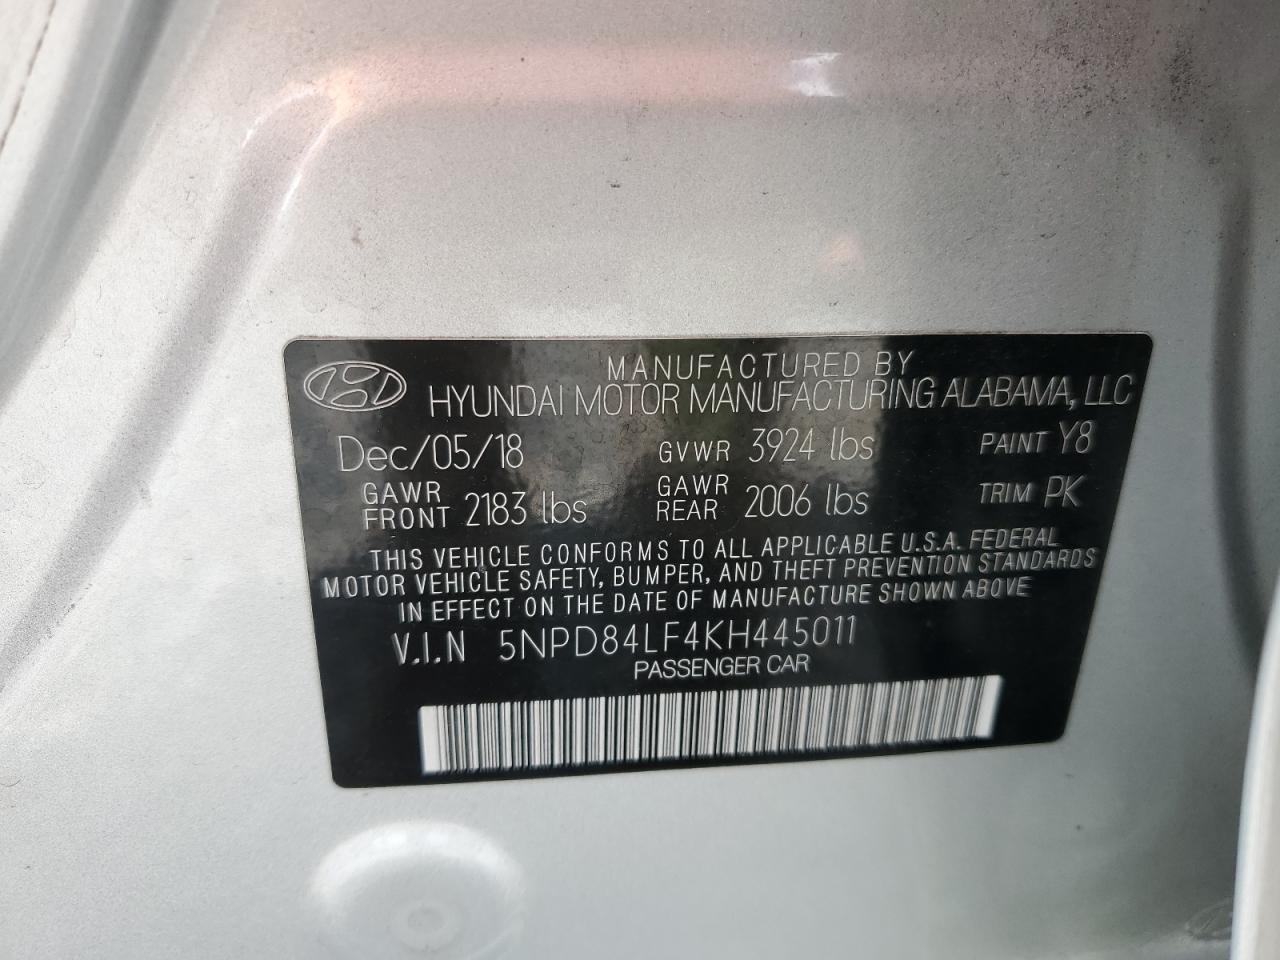 MANUFACTURED BY
HYUNDAI MOTOR MANUFACTURING ALABAMA, LLC
Dec/05/18 GVWR 3924 lbs PAINT Y8
GAWR FRONT 2183 lbs GAWR REAR 2006 lbs TRIM PK
THIS VEHICLE CONFORMS TO ALL APPLICABLE U.S.A. FEDERAL
MOTOR VEHICLE SAFETY, BUMPER, AND THEFT PREVENTION STANDARDS
IN EFFECT ON THE DATE OF MANUFACTURE SHOWN ABOVE
V.I.N 5NPD84LF4KH445011
PASSENGER CAR